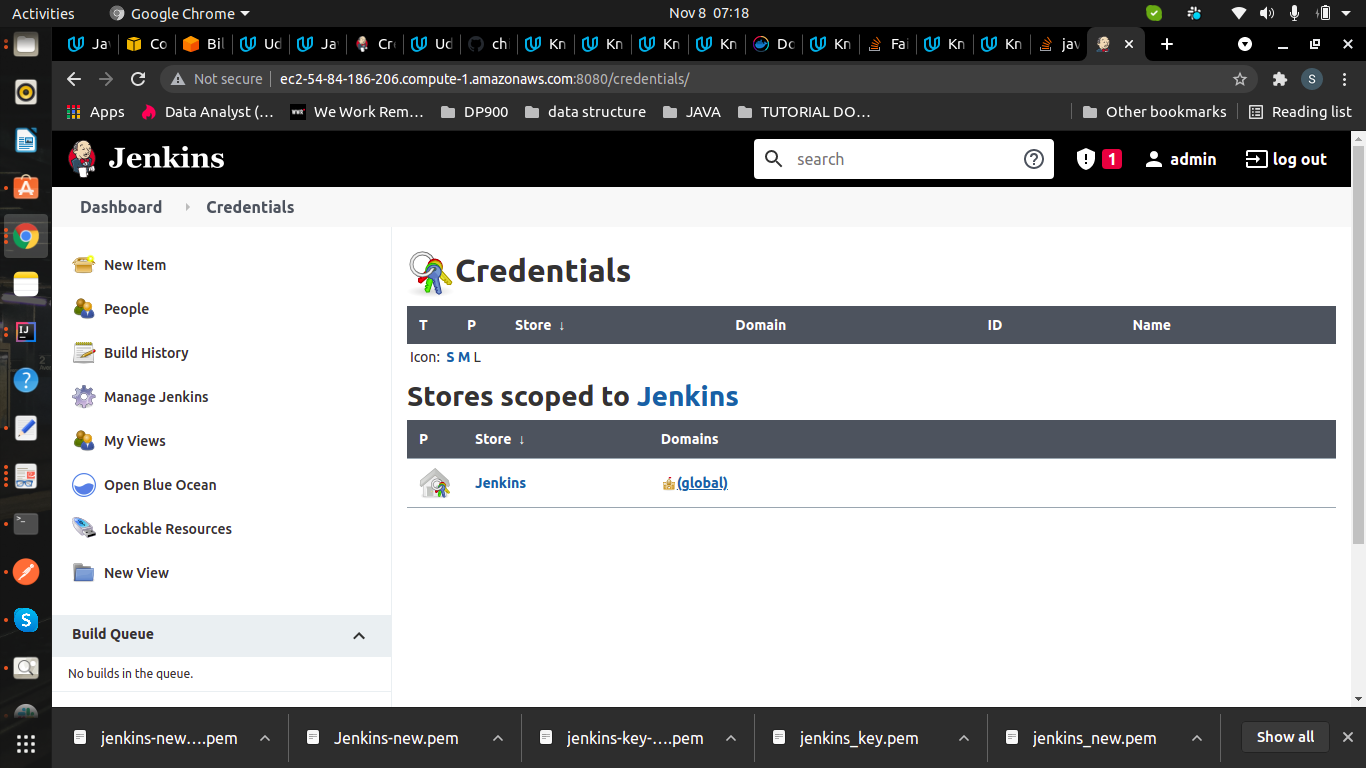 Activities Google Chrome Nov 8 07:18
Jav Co Bil Ud Jav Cre Ud ch Kn Kn Kn Kn Do Kn Fai Kn Kn jav
Not secure ec2-54-84-186-206.compute-1.amazonaws.com:8080/credentials/ S
Apps Data Analyst (... We Work Rem... DP900 data structure JAVA TUTORIAL DO... Other bookmarks Reading list
Jenkins search 1 admin log out
Dashboard Credentials
New Item
People
Build History
Manage Jenkins
My Views
Open Blue Ocean
Lockable Resources
New View
Build Queue
No builds in the queue.
Credentials
T P Store ↓ Domain ID Name
Icon: S M L
Stores scoped to Jenkins
P Store ↓ Domains
Jenkins (global)
jenkins-new....pem Jenkins-new.pem jenkins-key-....pem jenkins_key.pem jenkins_new.pem Show all